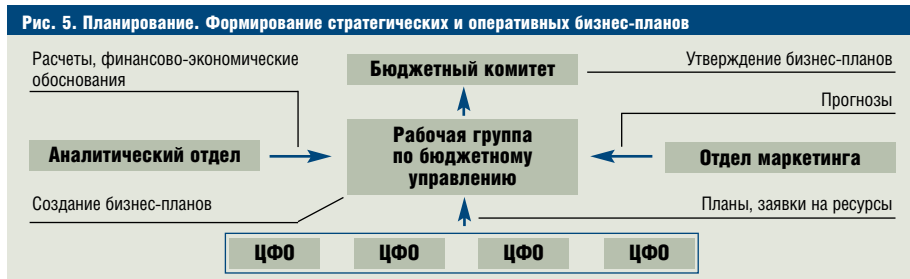 Рис. 5. Планирование. Формирование стратегических и оперативных бизнес-планов
Расчеты, финансово-экономические
обоснования
Бюджетный комитет
Утверждение бизнес-планов
Прогнозы
Аналитический отдел
Рабочая группа
по бюджетному
управлению
Отдел маркетинга
Создание бизнес-планов
Планы, заявки на ресурсы
ЦФО ЦФО ЦФО ЦФО